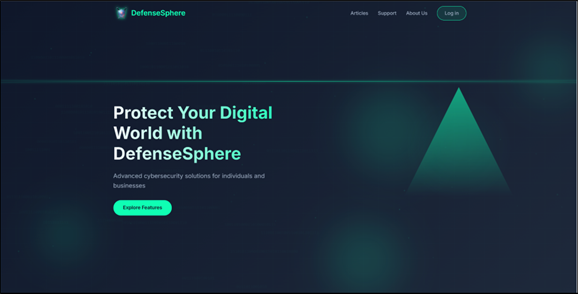 DefenseSphere
Articles
Support
About Us
Log In
Protect Your Digital
World with
DefenseSphere
Advanced cybersecurity solutions for individuals and
businesses
Explore Features